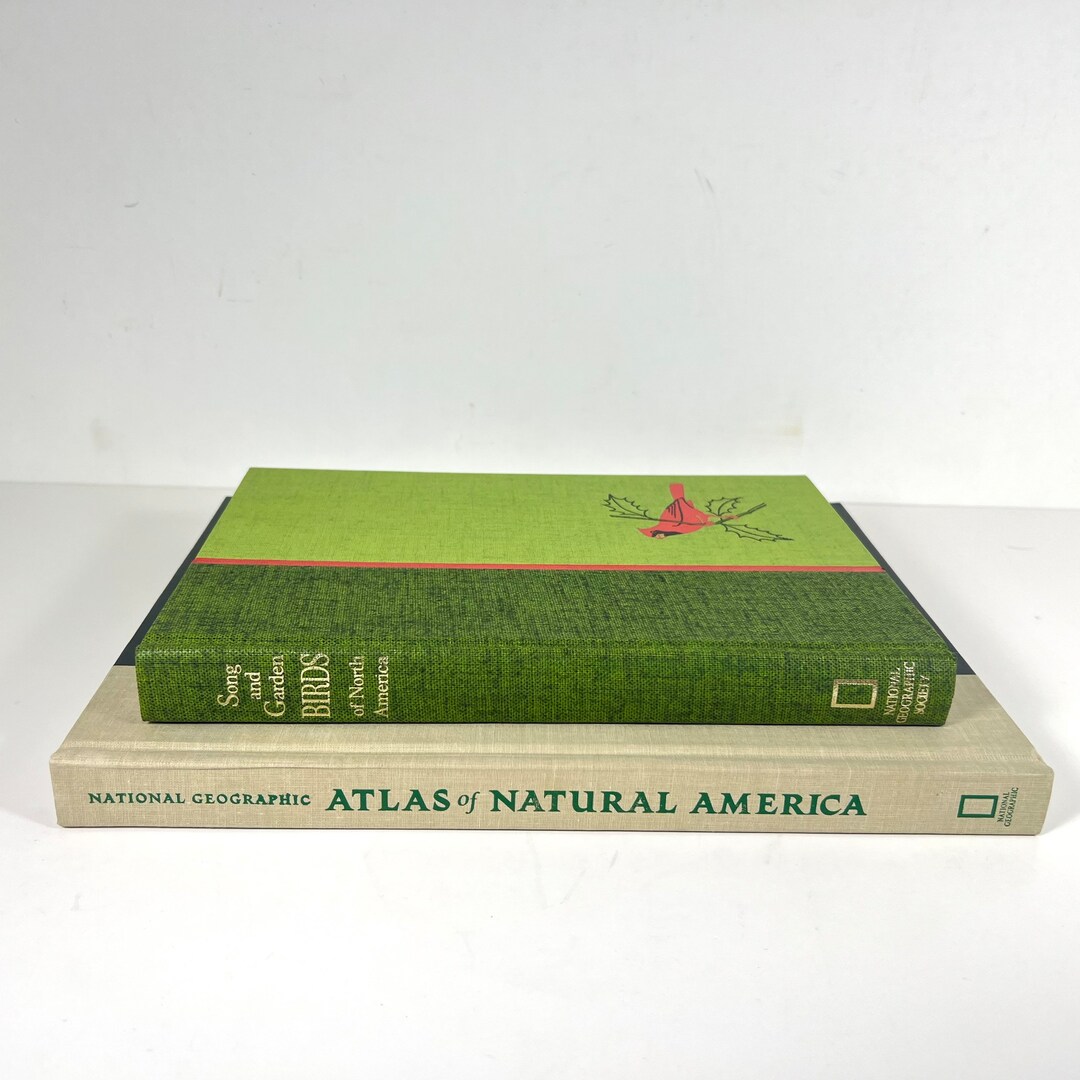 Song
and
Garden
BIRDS
of North
America
NATIONAL
GEOGRAPHIC
SOCIETY
NATIONAL GEOGRAPHIC ATLAS of NATURAL AMERICA
NATIONAL
GEOGRAPHIC